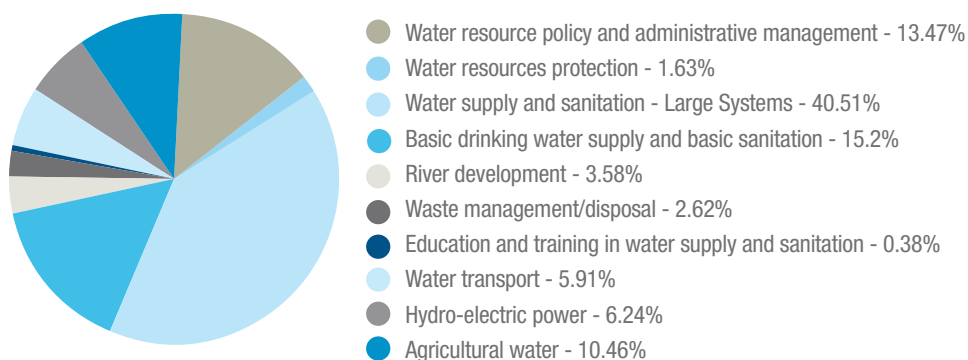 Water resource policy and administrative management - 13.47%
Water resources protection - 1.63%
Water supply and sanitation - Large Systems - 40.51%
Basic drinking water supply and basic sanitation - 15.2%
River development - 3.58%
Waste management/disposal - 2.62%
Education and training in water supply and sanitation - 0.38%
Water transport - 5.91%
Hydro-electric power - 6.24%
Agricultural water - 10.46%